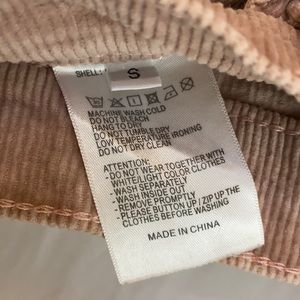 SHELL: S
MACHINE WASH COLD
DO NOT BLEACH
HANG TO DRY
DO NOT TUMBLE DRY
LOW TEMPERATURE IRONING
DO NOT DRY CLEAN
ATTENTION:
- DO NOT WEAR TOGETHER WITH
WHITE/LIGHT COLOR CLOTHES
- WASH SEPARATELY
- WASH INSIDE OUT
- REMOVE PROMPTLY
- PLEASE BUTTON UP / ZIP UP THE
CLOTHES BEFORE WASHING
MADE IN CHINA